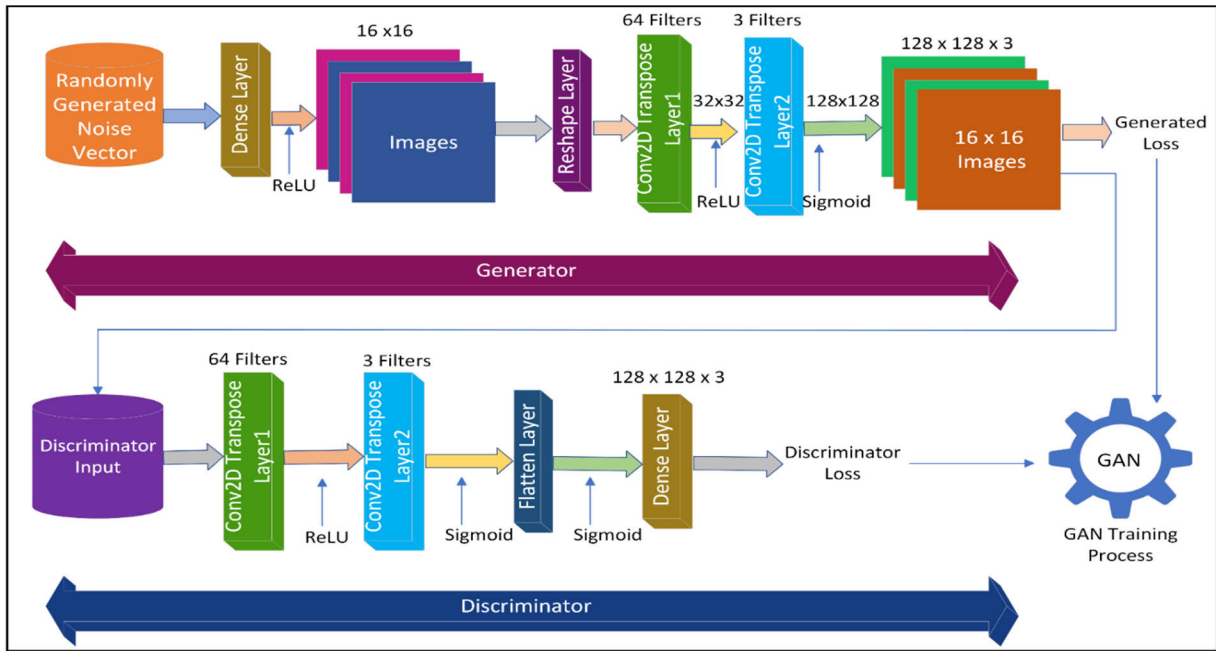 64 Filters
3 Filters
16 x16
128 x 128 x 3
Randomly
Generated
Noise
Vector
Dense Layer
ReLU
Images
Reshape Layer
Conv2D Transpose
Layer1
32x32
ReLU
Conv2D Transpose
Layer2
128x128
Sigmoid
16 x 16
Images
Generated
Loss
Generator
64 Filters
3 Filters
128 x 128 x 3
Discriminator
Input
Conv2D Transpose
Layer1
ReLU
Conv2D Transpose
Layer2
Sigmoid
Flatten Layer
Sigmoid
Dense Layer
Discriminator
Loss
GAN
GAN Training
Process
Discriminator